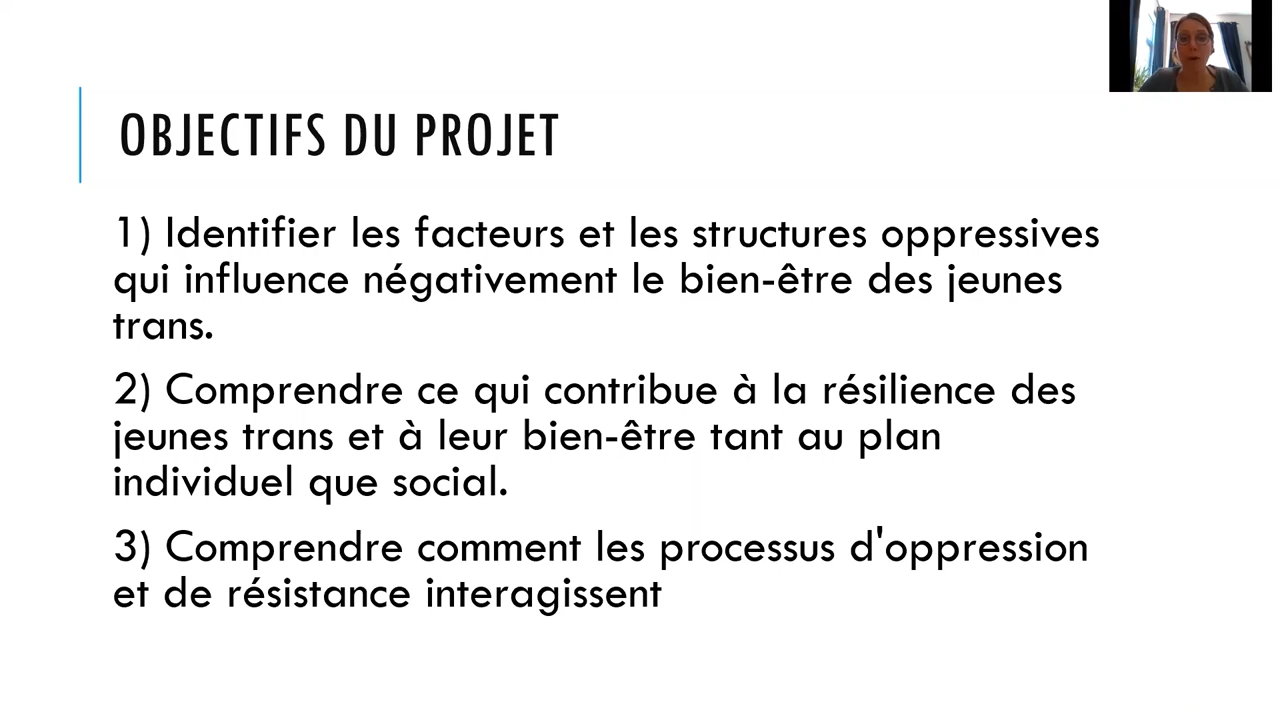 OBJECTIFS DU PROJET
1) Identifier les facteurs et les structures oppressives
qui influence négativement le bien-être des jeunes
trans.
2) Comprendre ce qui contribue à la résilience des
jeunes trans et à leur bien-être tant au plan
individuel que social.
3) Comprendre comment les processus d'oppression
et de résistance interagissent